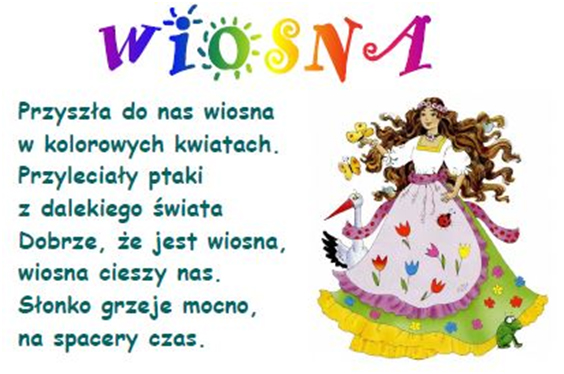 WiOSNA
Przyszła do nas wiosna
w kolorowych kwiatach.
Przyleciały ptaki
z dalekiego świata
Dobrze, że jest wiosna,
wiosna cieszy nas.
Słonko grzeje mocno,
na spacery czas.